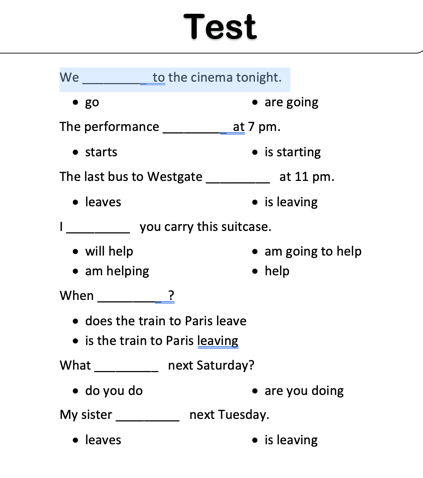 Test
We __________ to the cinema tonight.
• go • are going
The performance __________ at 7 pm.
• starts • is starting
The last bus to Westgate _________ at 11 pm.
• leaves • is leaving
I _________ you carry this suitcase.
• will help • am going to help
• am helping • help
When __________ ?
• does the train to Paris leave
• is the train to Paris leaving
What _________ next Saturday?
• do you do • are you doing
My sister _________ next Tuesday.
• leaves • is leaving